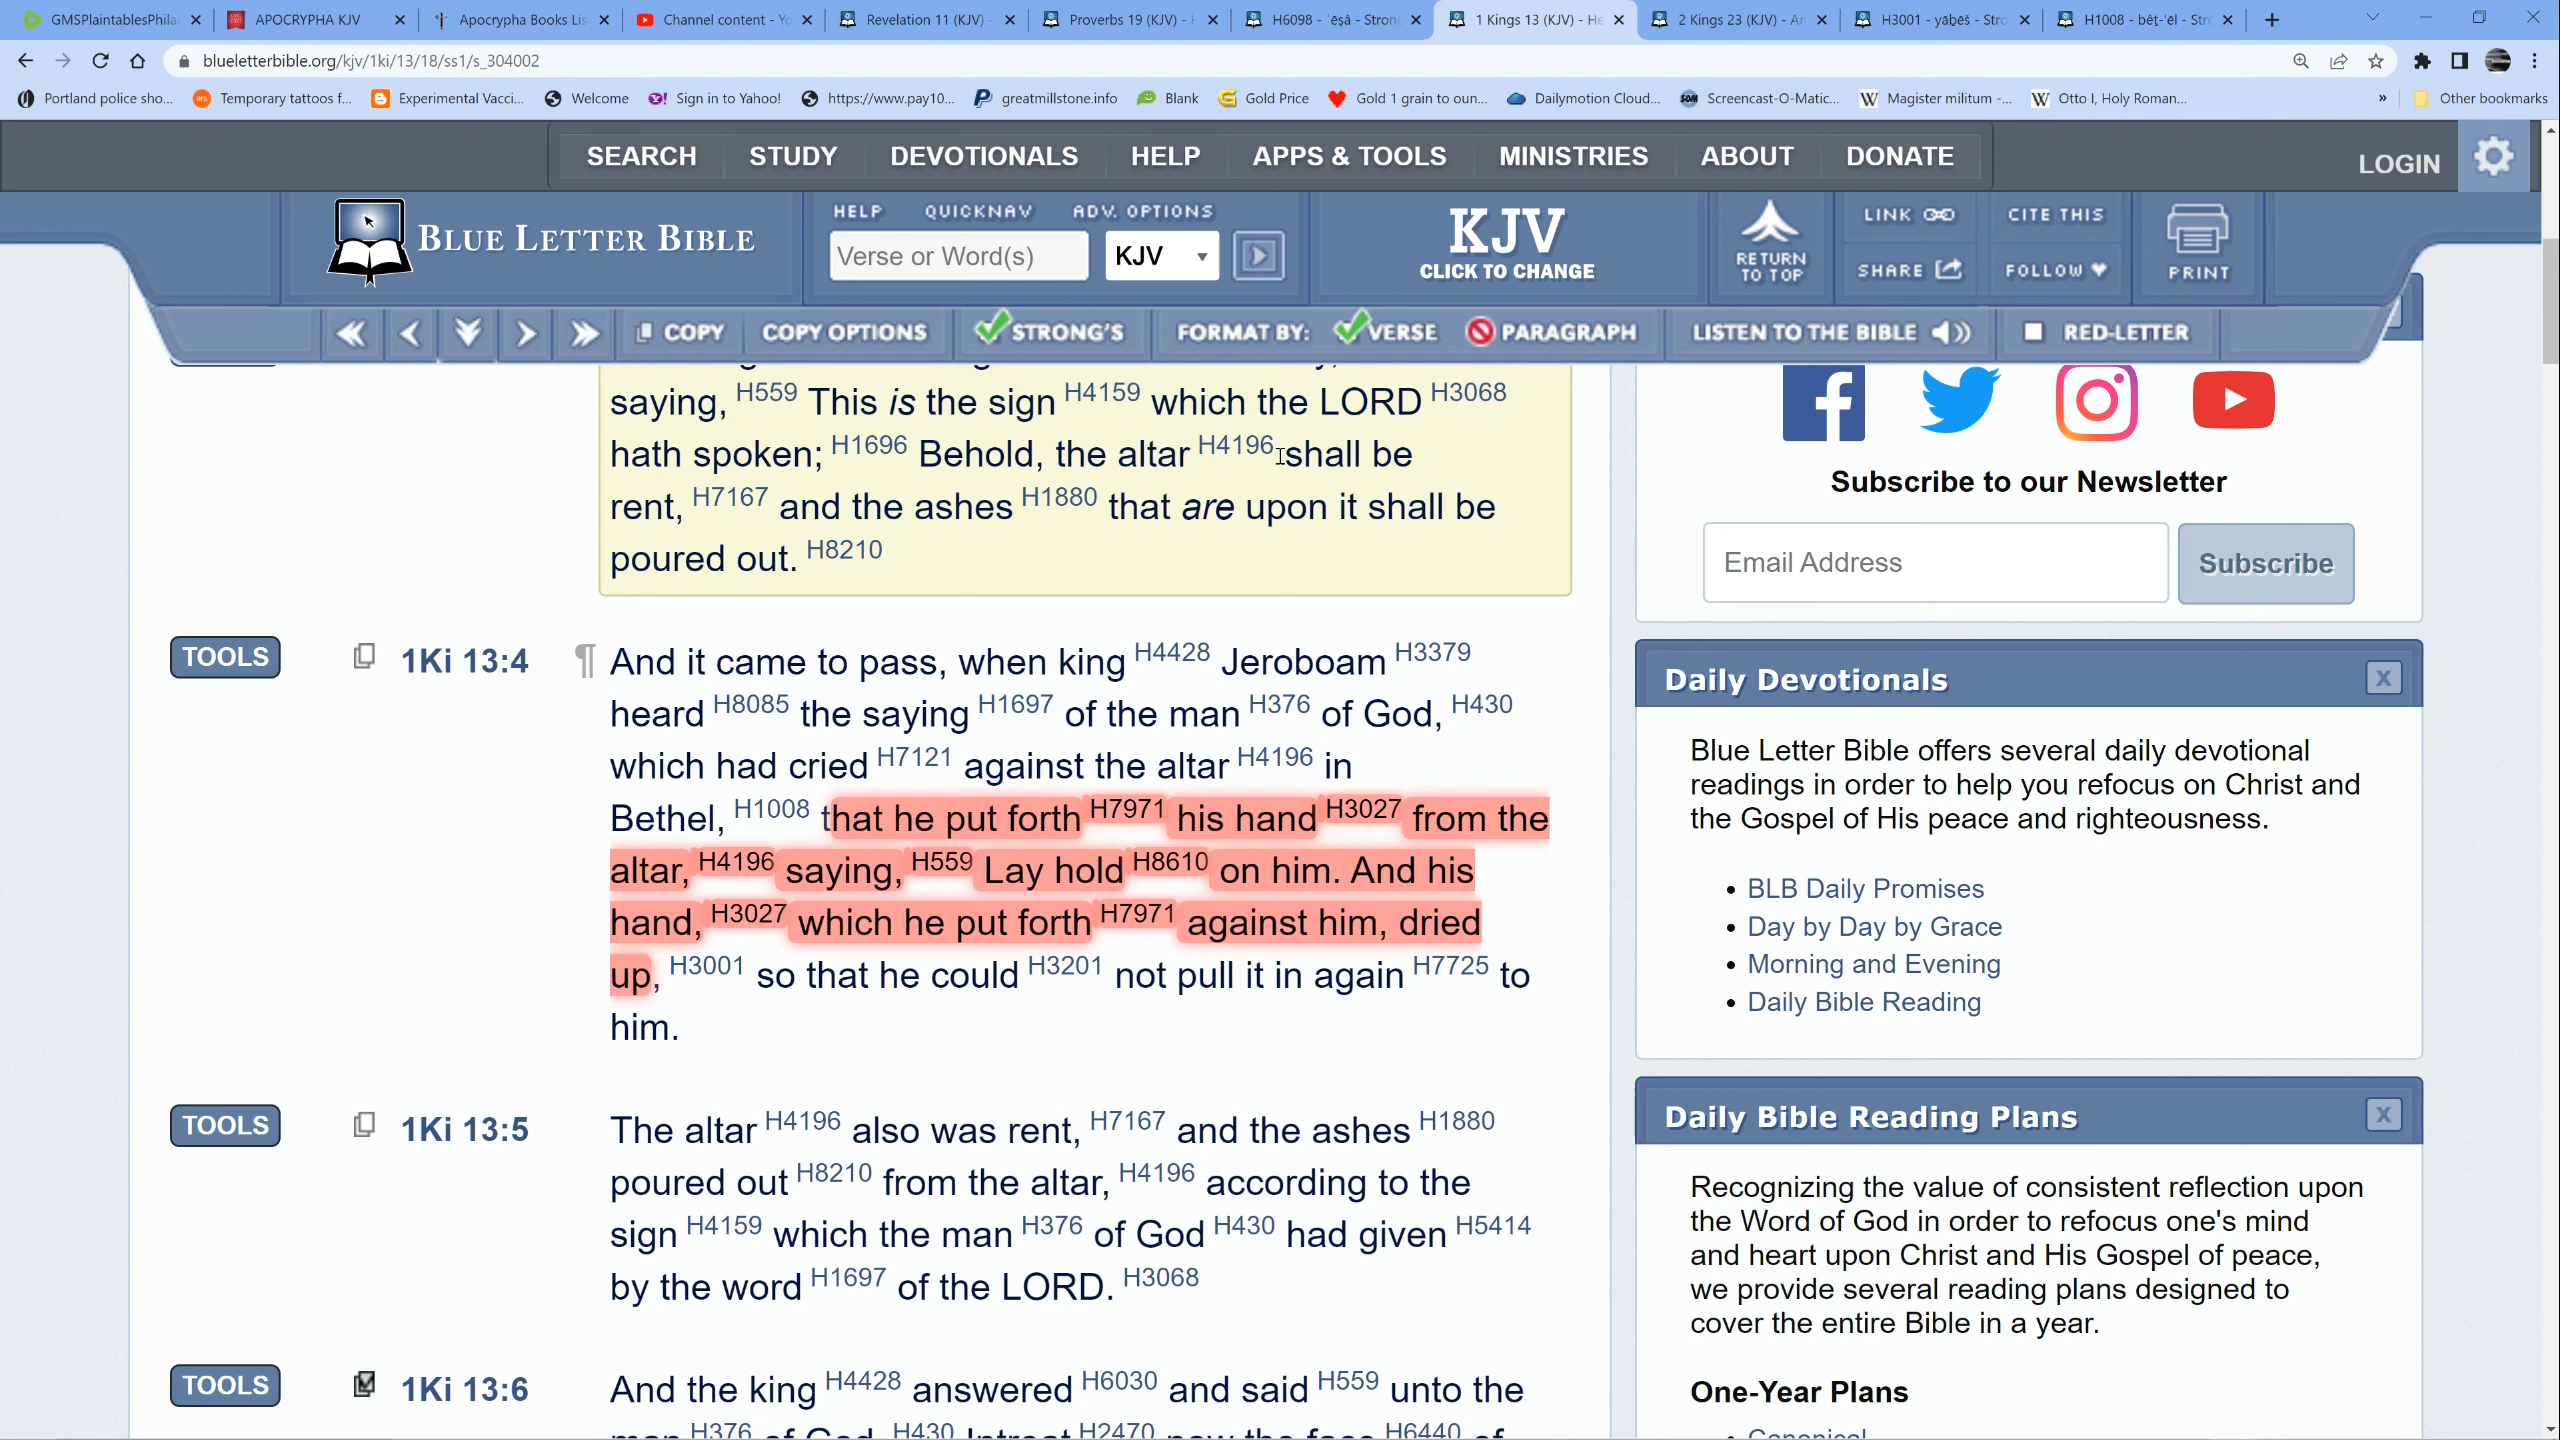 GMSPlaintablesPhila
APOCRYPHA KJV
Apocrypha Books Lis
Channel content - Yo
Revelation 11 (KJV) -
Proverbs 19 (KJV) - H
H6098 - ʿēṣâ - Strong
1 Kings 13 (KJV) - He
2 Kings 23 (KJV) - An
H3001 - yāḇēš - Stro
H1008 - bêṯ-'ēl - Str
blueletterbible.org/kjv/1ki/13/18/ss1/s_304002
Portland police sho...
Temporary tattoos f...
Experimental Vacci...
Welcome
Sign in to Yahoo!
https://www.pay10...
greatmillstone.info
Blank
Gold Price
Gold 1 grain to oun...
Dailymotion Cloud...
Screencast-O-Matic...
Magister militum -...
Otto I, Holy Roman...
»
Other bookmarks
SEARCH STUDY DEVOTIONALS HELP APPS & TOOLS MINISTRIES ABOUT DONATE
LOGIN
BLUE LETTER BIBLE
HELP QUICKNAV ADV. OPTIONS
Verse or Word(s)
KJV
KJV
CLICK TO CHANGE
RETURN
TO TOP
LINK
CITE THIS
SHARE
FOLLOW
PRINT
COPY COPY OPTIONS STRONG'S FORMAT BY: VERSE PARAGRAPH LISTEN TO THE BIBLE RED-LETTER
saying, H559 This is the sign H4159 which the LORD H3068
hath spoken; H1696 Behold, the altar H4196 shall be
rent, H7167 and the ashes H1880 that are upon it shall be
poured out. H8210
TOOLS 1Ki 13:4 ¶ And it came to pass, when king H4428 Jeroboam H3379
heard H8085 the saying H1697 of the man H376 of God, H430
which had cried H7121 against the altar H4196 in
Bethel, H1008 that he put forth H7971 his hand H3027 from the
altar, H4196 saying, H559 Lay hold H8610 on him. And his
hand, H3027 which he put forth H7971 against him, dried
up, H3001 so that he could H3201 not pull it in again H7725 to
him.
TOOLS 1Ki 13:5 The altar H4196 also was rent, H7167 and the ashes H1880
poured out H8210 from the altar, H4196 according to the
sign H4159 which the man H376 of God H430 had given H5414
by the word H1697 of the LORD. H3068
TOOLS 1Ki 13:6 And the king H4428 answered H6030 and said H559 unto the
man H376 of God, H430 Intreat H2470 now the face H6440 of
Subscribe to our Newsletter
Email Address
Subscribe
Daily Devotionals
X
Blue Letter Bible offers several daily devotional
readings in order to help you refocus on Christ and
the Gospel of His peace and righteousness.
• BLB Daily Promises
• Day by Day by Grace
• Morning and Evening
• Daily Bible Reading
Daily Bible Reading Plans
X
Recognizing the value of consistent reflection upon
the Word of God in order to refocus one's mind
and heart upon Christ and His Gospel of peace,
we provide several reading plans designed to
cover the entire Bible in a year.
One-Year Plans
• Canonical